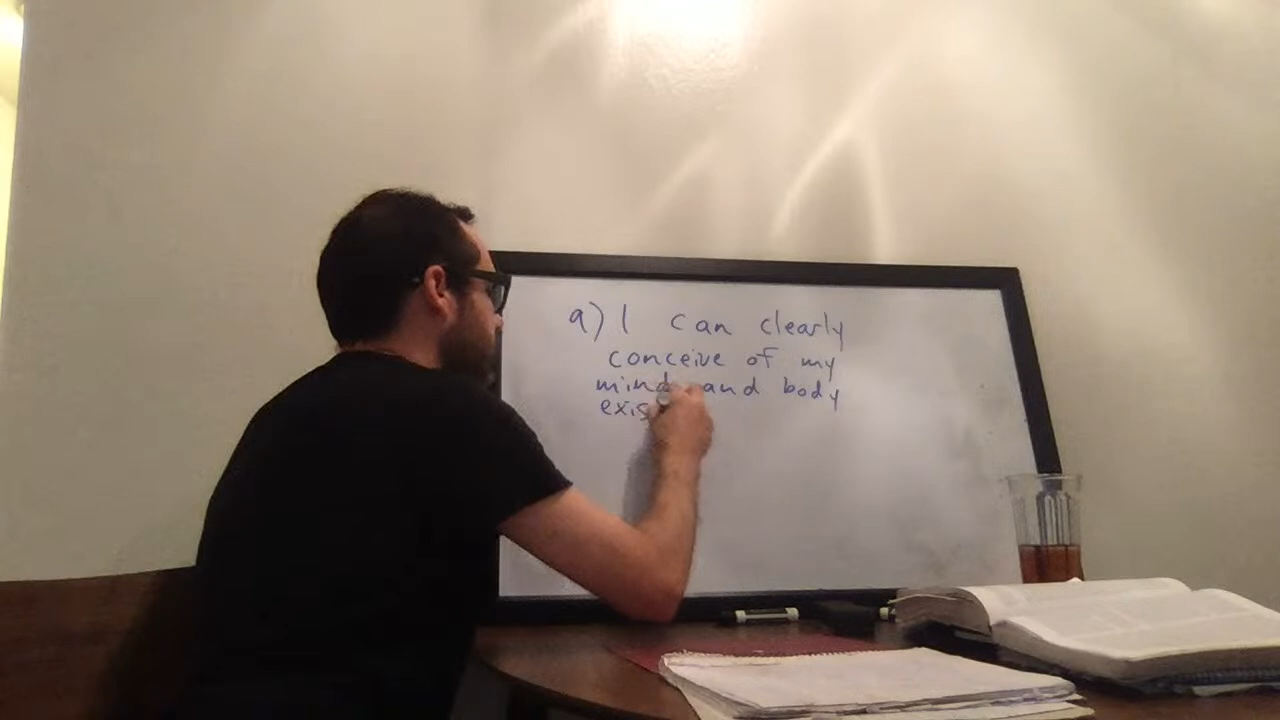 a) I can clearly
conceive of my
mind and body
exis